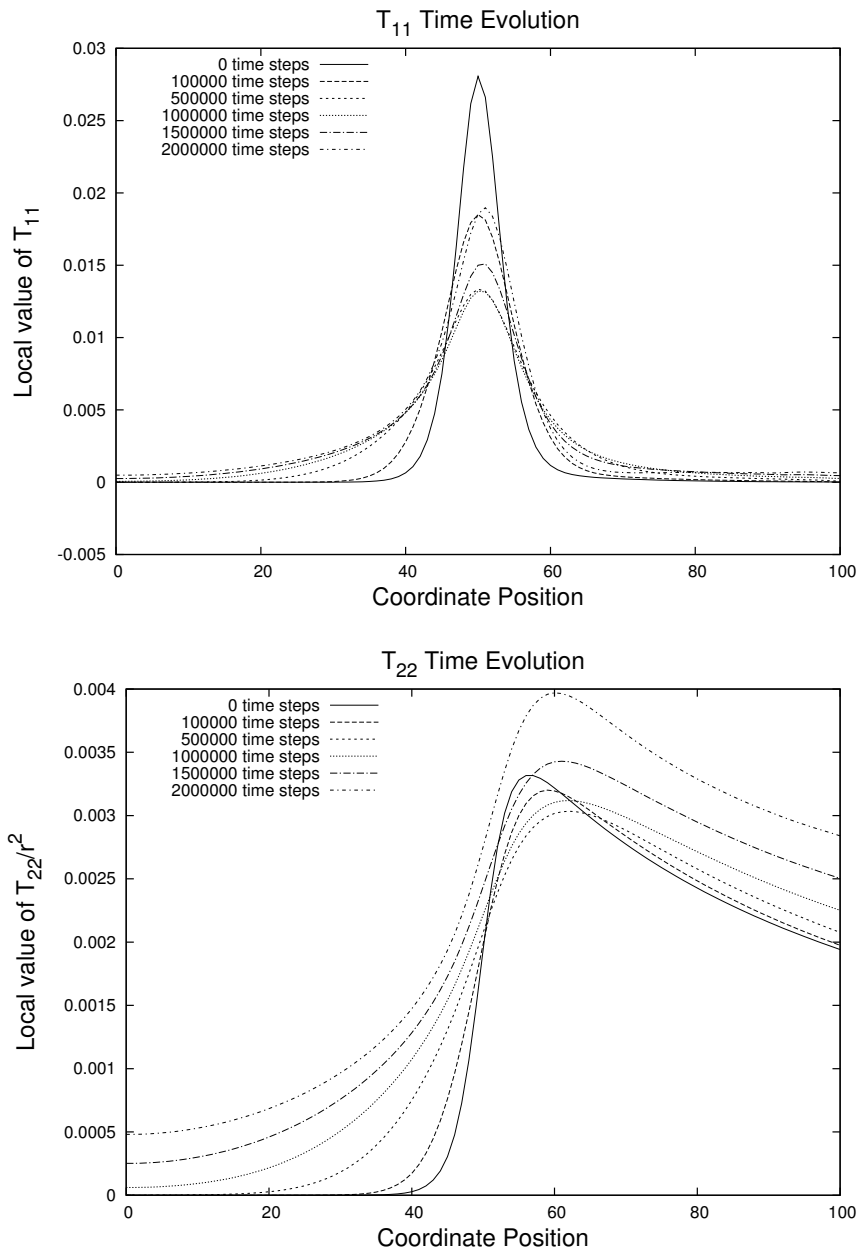 T11 Time Evolution
0.03
0.025
0.02
0.015
0.01
0.005
0
-0.005
Local value of T11
0 time steps
100000 time steps
500000 time steps
1000000 time steps
1500000 time steps
2000000 time steps
0 20 40 60 80 100
Coordinate Position
T22 Time Evolution
0.004
0.0035
0.003
0.0025
0.002
0.0015
0.001
0.0005
0
Local value of T22/r2
0 time steps
100000 time steps
500000 time steps
1000000 time steps
1500000 time steps
2000000 time steps
0 20 40 60 80 100
Coordinate Position